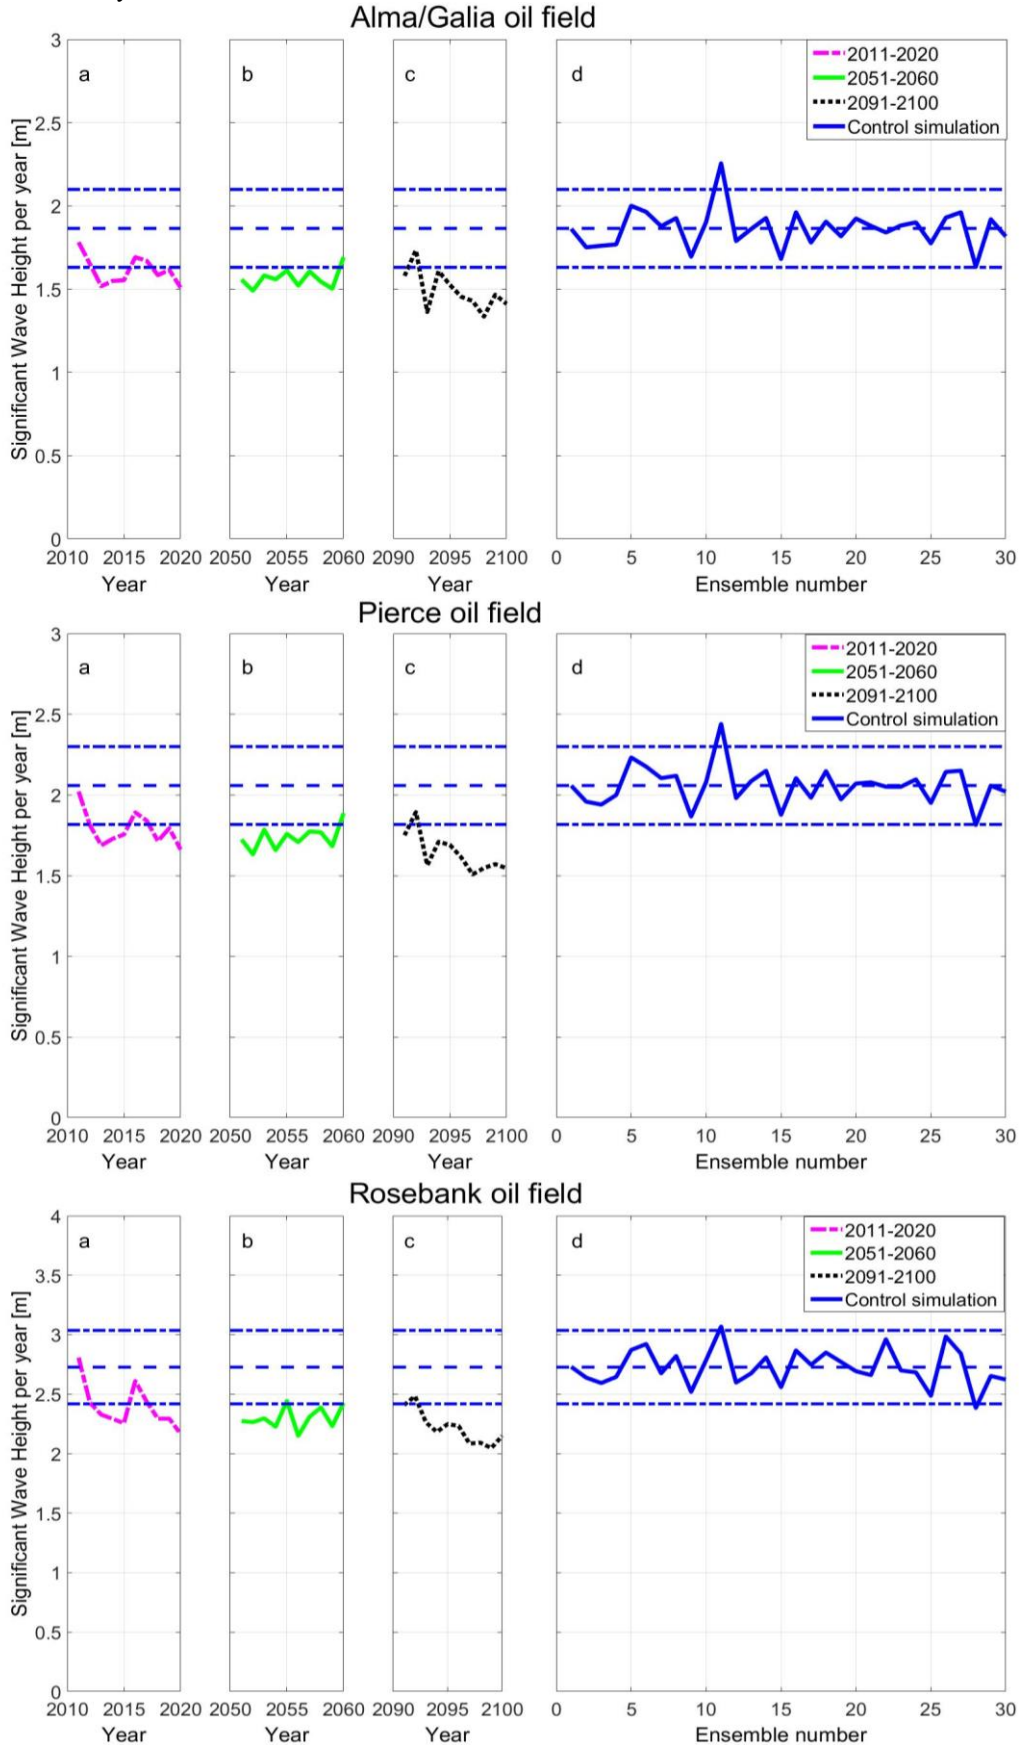 Alma/Galia oil field
3
2.5
2
1.5
1
0.5
0
Significant Wave Height per year [m]
a
b
c
d
2011-2020
2051-2060
2091-2100
Control simulation
2010 2015 2020 2050 2055 2060 2090 2095 2100 0 5 10 15 20 25 30
Year Year Year Ensemble number
Pierce oil field
3
2.5
2
1.5
1
0.5
0
Significant Wave Height per year [m]
a
b
c
d
2011-2020
2051-2060
2091-2100
Control simulation
2010 2015 2020 2050 2055 2060 2090 2095 2100 0 5 10 15 20 25 30
Year Year Year Ensemble number
Rosebank oil field
4
3.5
3
2.5
2
1.5
1
0.5
0
Significant Wave Height per year [m]
a
b
c
d
2011-2020
2051-2060
2091-2100
Control simulation
2010 2015 2020 2050 2055 2060 2090 2095 2100 0 5 10 15 20 25 30
Year Year Year Ensemble number